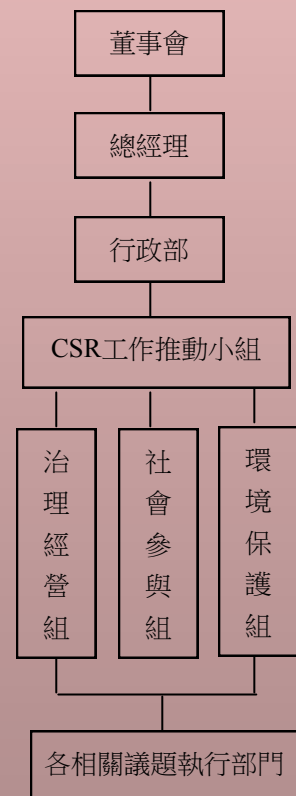 董事會
總經理
行政部
CSR工作推動小組
治理經營組
社會參與組
環境保護組
各相關議題執行部門